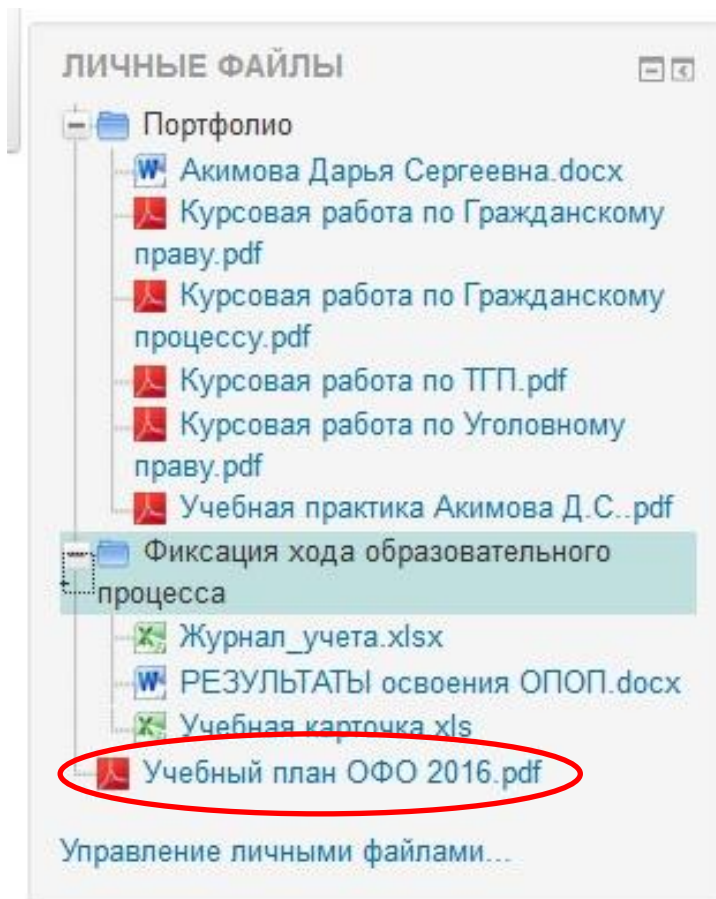 ЛИЧНЫЕ ФАЙЛЫ
Портфолио
Акимова Дарья Сергеевна.docx
Курсовая работа по Гражданскому
праву.pdf
Курсовая работа по Гражданскому
процессу.pdf
Курсовая работа по ТГП.pdf
Курсовая работа по Уголовному
праву.pdf
Учебная практика Акимова Д.С..pdf
Фиксация хода образовательного
процесса
Журнал_учета.xlsx
РЕЗУЛЬТАТЫ освоения ОПОП.docx
Учебная карточка.xls
Учебный план ОФО 2016.pdf
Управление личными файлами...